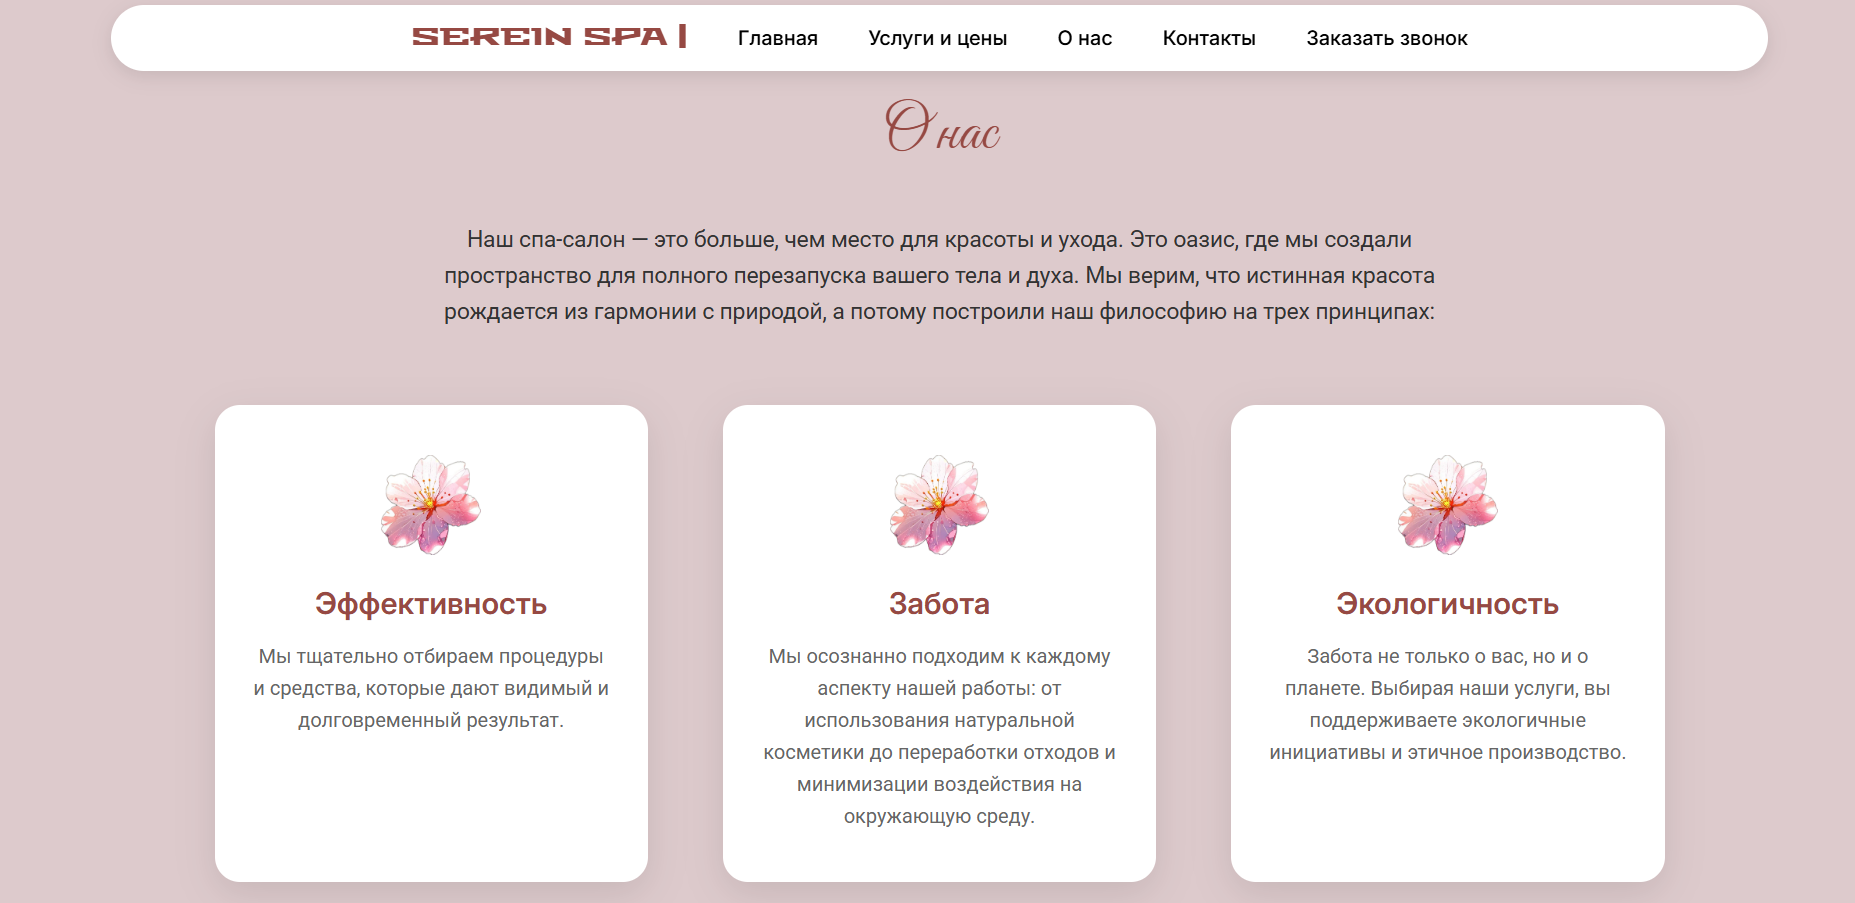 SEREIN SPA |
Главная
Услуги и цены
О нас
Контакты
Заказать звонок
О нас
Наш спа-салон — это больше, чем место для красоты и ухода. Это оазис, где мы создали
пространство для полного перезапуска вашего тела и духа. Мы верим, что истинная красота
рождается из гармонии с природой, а потому построили наш философию на трех принципах:
Эффективность
Мы тщательно отбираем процедуры
и средства, которые дают видимый и
долговременный результат.
Забота
Мы осознанно подходим к каждому
аспекту нашей работы: от
использования натуральной
косметики до переработки отходов и
минимизации воздействия на
окружающую среду.
Экологичность
Забота не только о вас, но и о
планете. Выбирая наши услуги, вы
поддерживаете экологичные
инициативы и этичное производство.